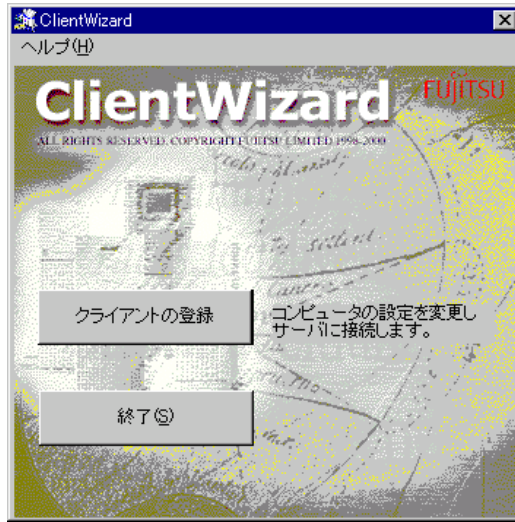 ClientWizard
ヘルプ(H)
ClientWizard
FUJITSU
ALL RIGHTS RESERVED, COPYRIGHT FUJITSU LIMITED 1998-2000
クライアントの登録
コンピュータの設定を変更し
サーバに接続します。
終了(S)